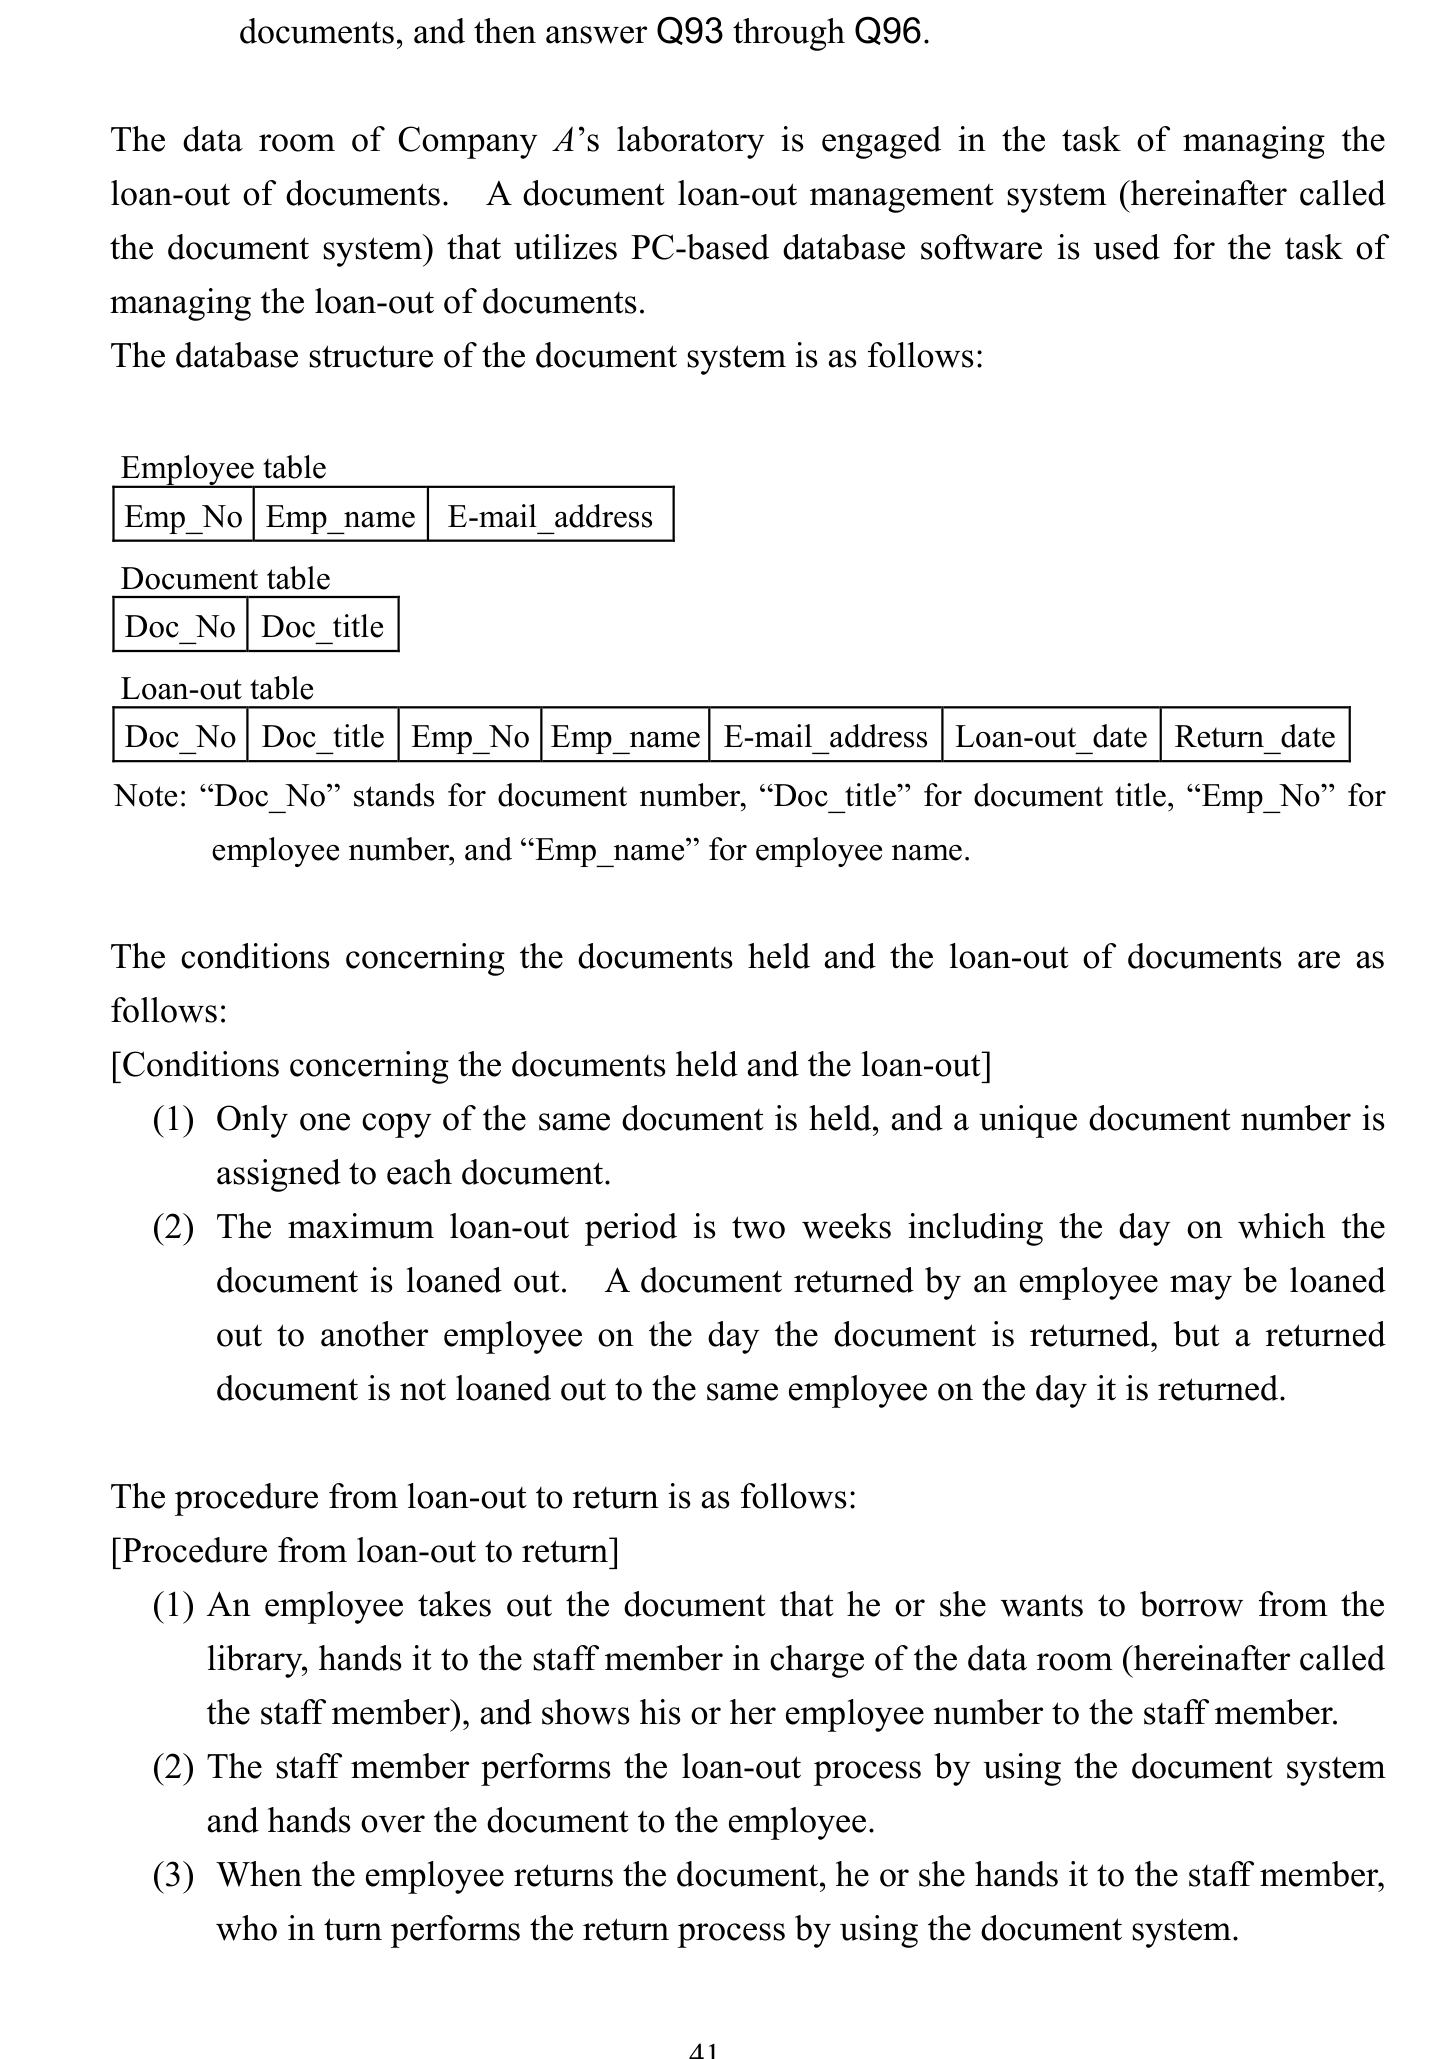 documents, and then answer Q93 through Q96.
The data room of Company A's laboratory is engaged in the task of managing the
loan-out of documents. A document loan-out management system (hereinafter called
the document system) that utilizes PC-based database software is used for the task of
managing the loan-out of documents.
The database structure of the document system is as follows:
Employee table
Emp_No Emp_name E-mail_address
Document table
Doc_No Doc_title
Loan-out table
Doc_No Doc_title Emp_No Emp_name E-mail_address Loan-out_date Return_date
Note: “Doc_No” stands for document number, “Doc_title” for document title, “Emp_No” for
employee number, and “Emp_name” for employee name.
The conditions concerning the documents held and the loan-out of documents are as
follows:
[Conditions concerning the documents held and the loan-out]
(1) Only one copy of the same document is held, and a unique document number is
assigned to each document.
(2) The maximum loan-out period is two weeks including the day on which the
document is loaned out. A document returned by an employee may be loaned
out to another employee on the day the document is returned, but a returned
document is not loaned out to the same employee on the day it is returned.
The procedure from loan-out to return is as follows:
[Procedure from loan-out to return]
(1) An employee takes out the document that he or she wants to borrow from the
library, hands it to the staff member in charge of the data room (hereinafter called
the staff member), and shows his or her employee number to the staff member.
(2) The staff member performs the loan-out process by using the document system
and hands over the document to the employee.
(3) When the employee returns the document, he or she hands it to the staff member,
who in turn performs the return process by using the document system.
41